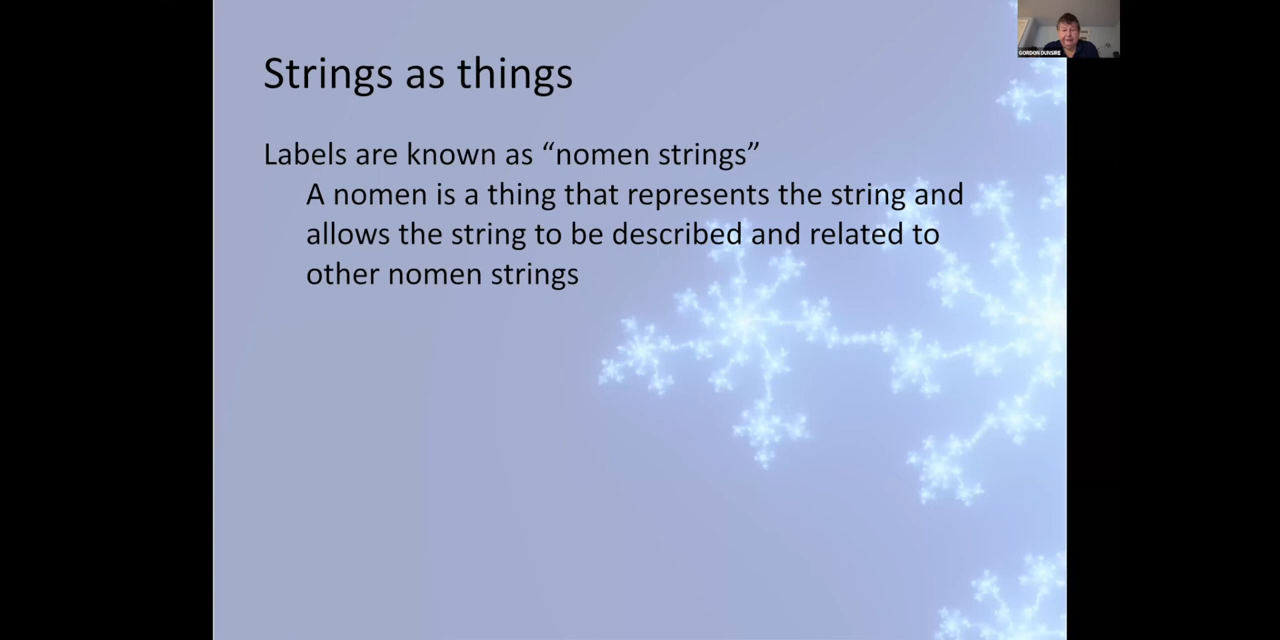 GORDON DUNSIRE
Strings as things
Labels are known as “nomen strings”
A nomen is a thing that represents the string and
allows the string to be described and related to
other nomen strings